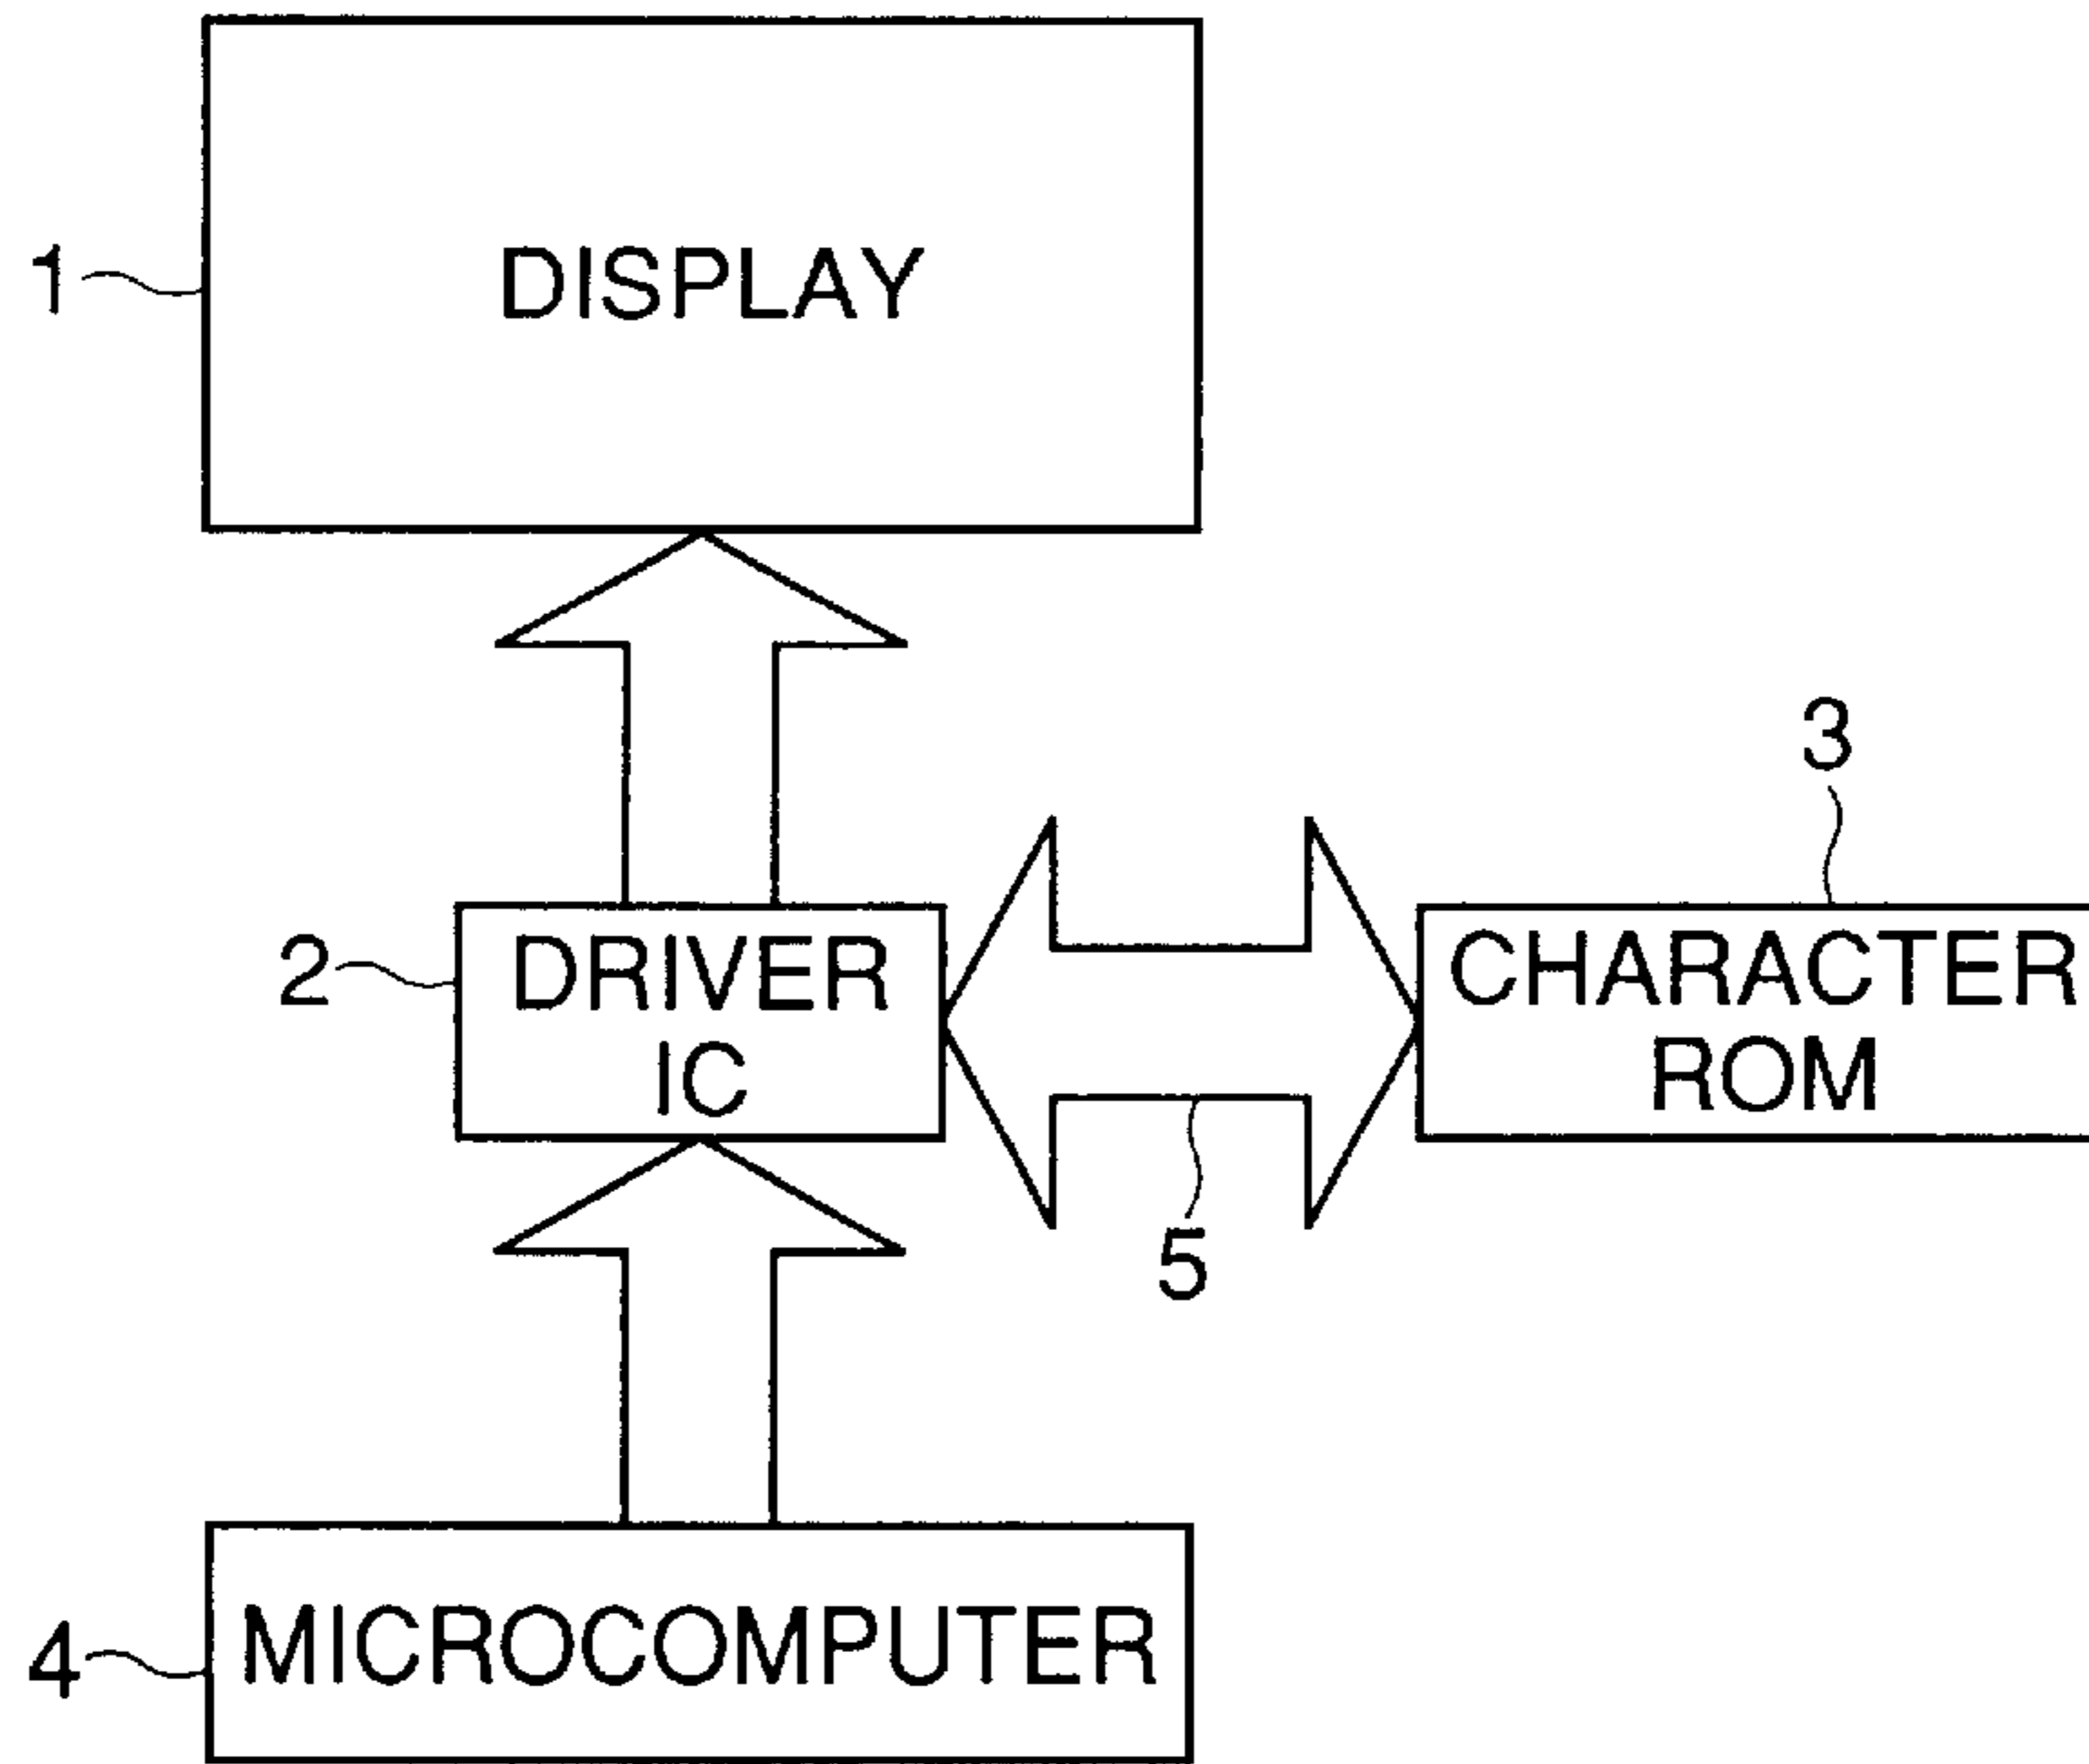 1
DISPLAY
3
2
DRIVER
IC
CHARACTER
ROM
5
4
MICROCOMPUTER